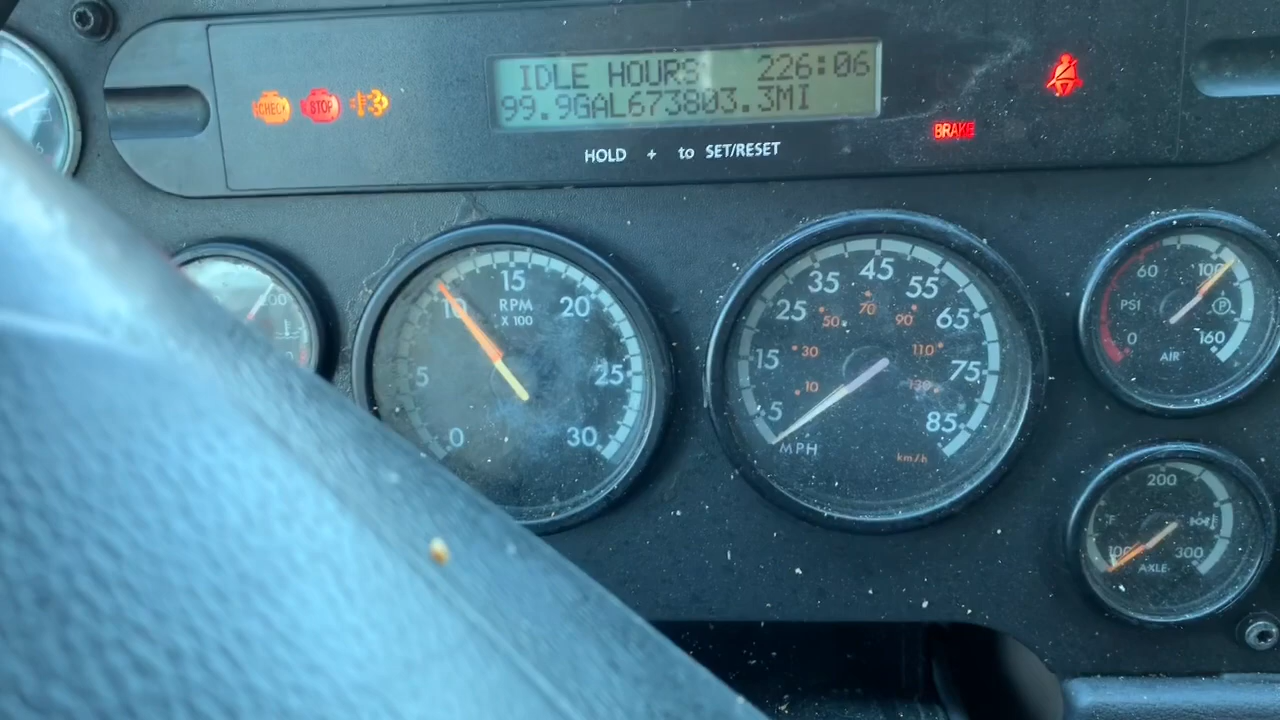 CHECK STOP
IDLE HOURS 226:06
99.9GAL673803.3MI
HOLD + to SET/RESET
BRAKE
200
0 5 10 15 20 25 30
RPM
X 100
5 15 25 35 45 55 65 75 85
10 30 50 70 90 110 130
MPH
km/h
0 60 100 160
PSI
P
AIR
100 200 300
F
AXLE
6